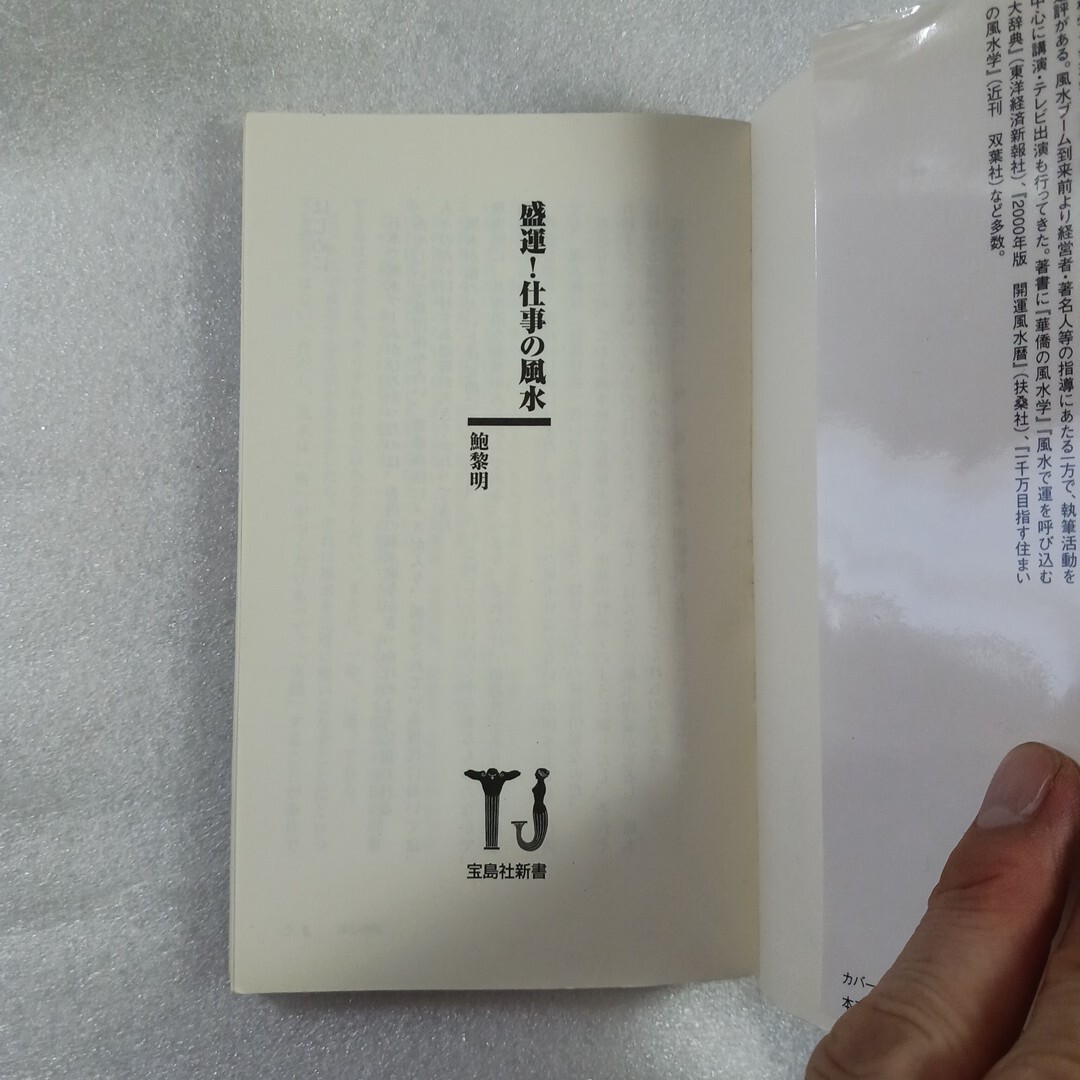 盛運!仕事の風水
鮑黎明
TJ
宝島社新書
評がある。風水ブーム到来前より経営者・著名人等の指導にあたる一方で、執筆活動を
中心に講演・テレビ出演も行ってきた。著書に『華僑の風水学』『風水で運を呼び込む
大辞典』(東洋経済新報社)、『2000年版 開運風水暦』(扶桑社)、『一千万目指す住まい
の風水学』(近刊 双葉社)など多数。
カバー